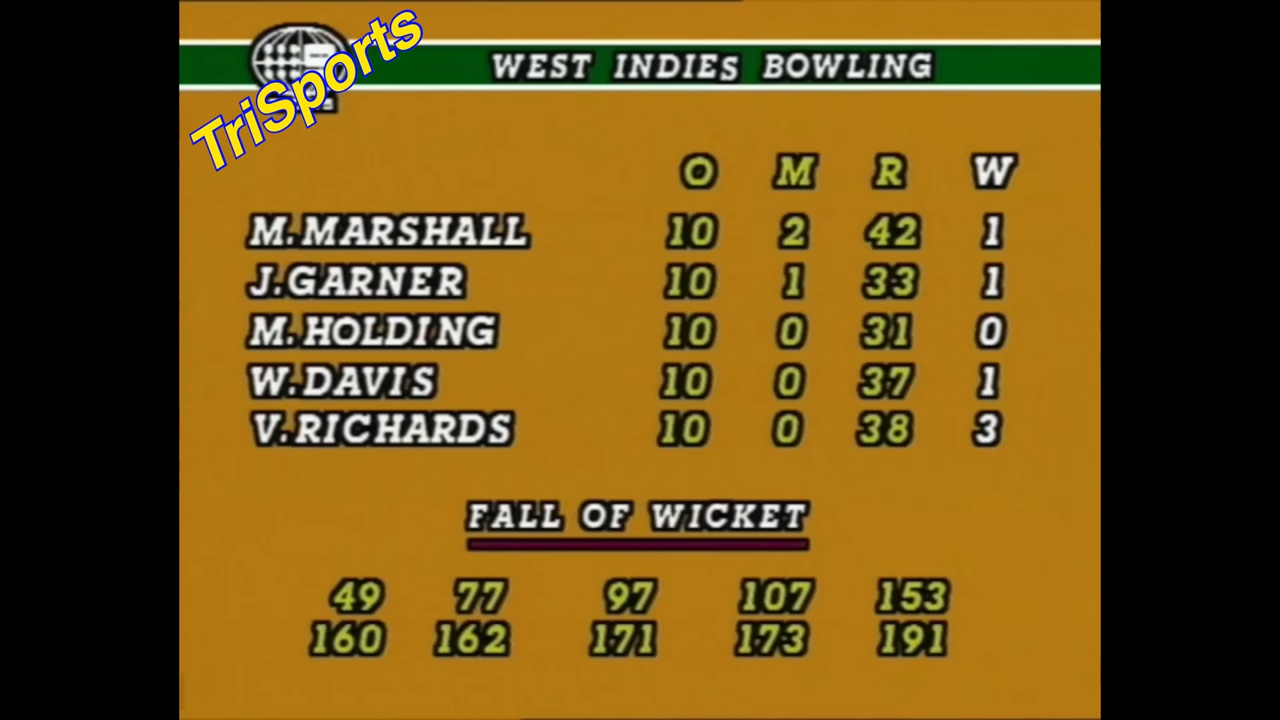 TriSports
WEST INDIES BOWLING
O M R W
M.MARSHALL 10 2 42 1
J.GARNER 10 1 33 1
M.HOLDING 10 0 31 0
W.DAVIS 10 0 37 1
V.RICHARDS 10 0 38 3
FALL OF WICKET
49 77 97 107 153
160 162 171 173 191